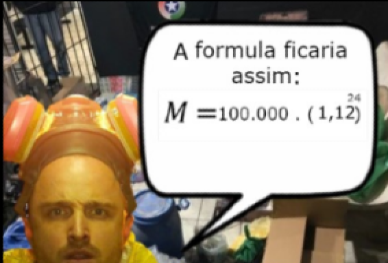 A formula ficaria
assim:
M = 100.000 . (1,12)²⁴